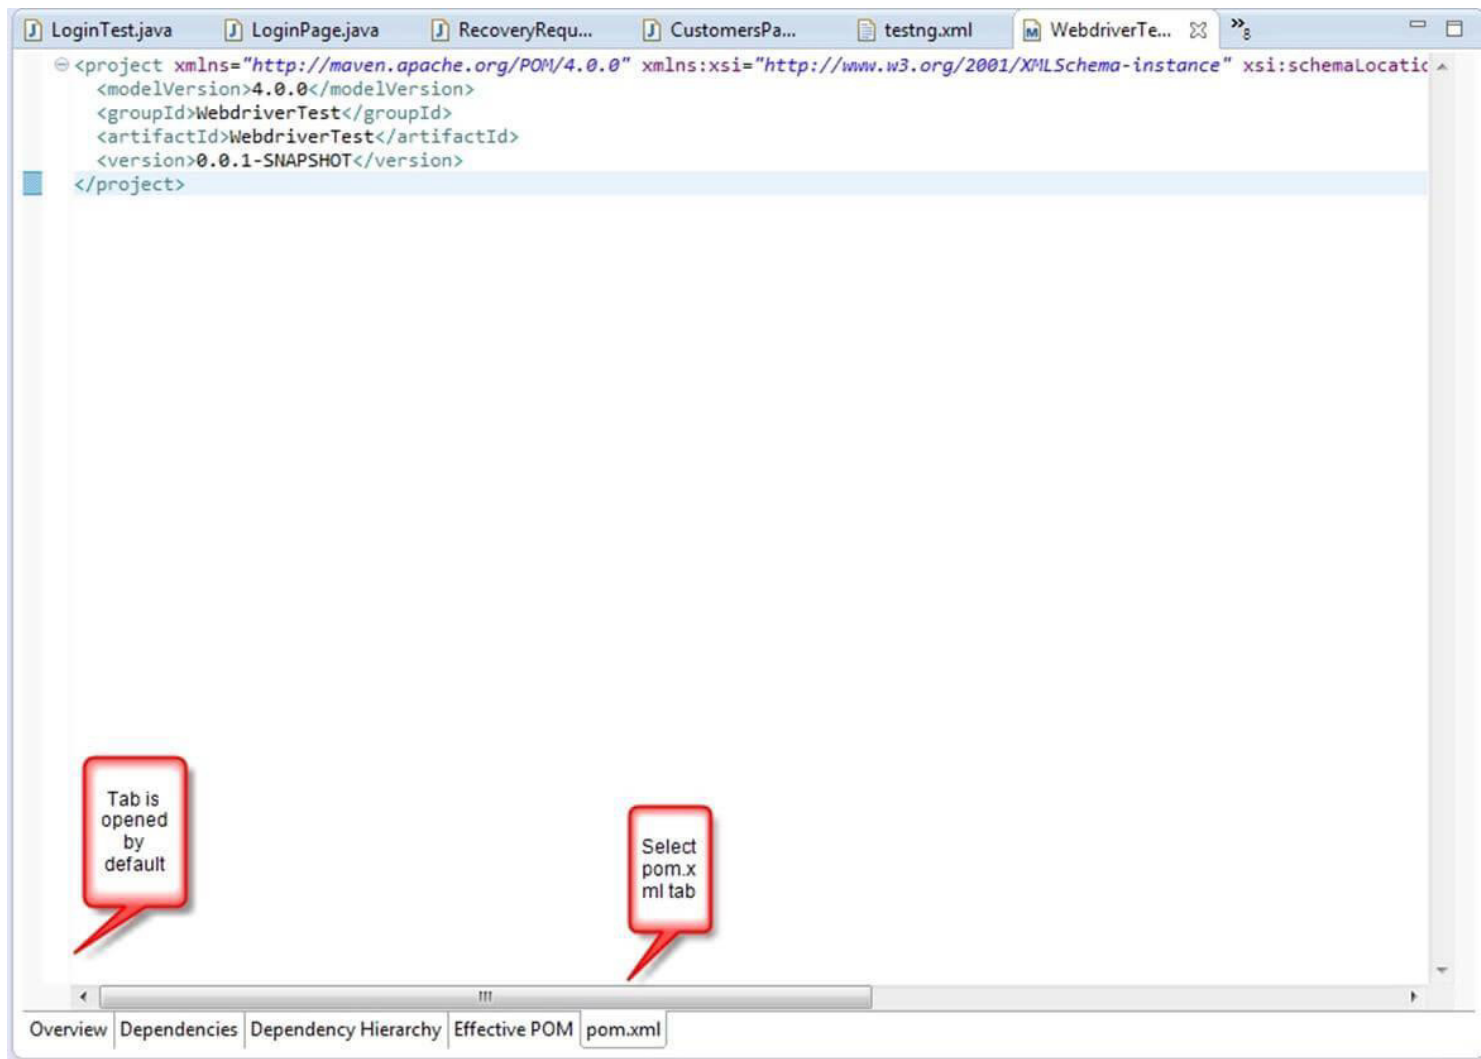 LoginTest.java LoginPage.java RecoveryRequ... CustomersPa... testng.xml WebdriverTe... »8
<project xmlns="http://maven.apache.org/POM/4.0.0" xmlns:xsi="http://www.w3.org/2001/XMLSchema-instance" xsi:schemaLocatic
<modelVersion>4.0.0</modelVersion>
<groupId>WebdriverTest</groupId>
<artifactId>WebdriverTest</artifactId>
<version>0.0.1-SNAPSHOT</version>
</project>
Tab is
opened
by
default
Select
pom.x
ml tab
Overview Dependencies Dependency Hierarchy Effective POM pom.xml